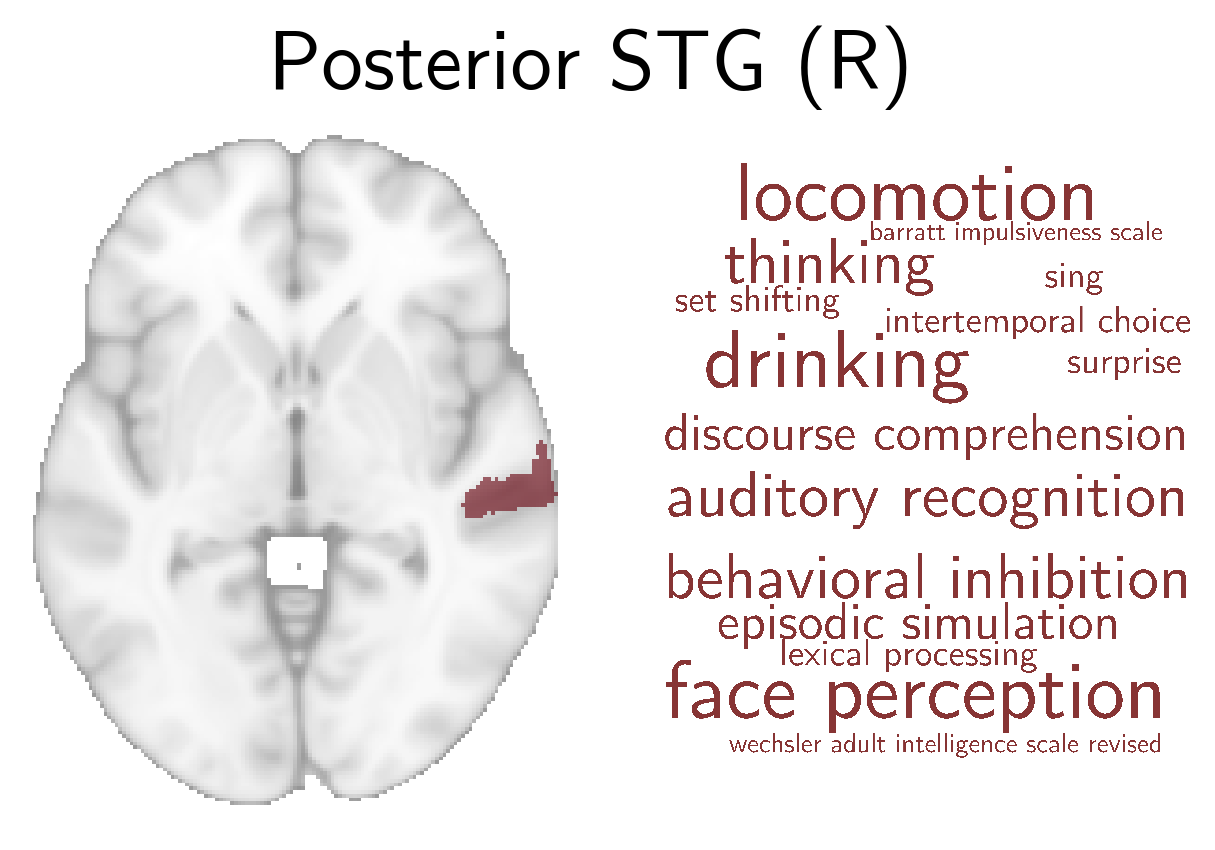 Posterior STG (R)
locomotion
barratt impulsiveness scale
thinking
sing
set shifting
intertemporal choice
drinking
surprise
discourse comprehension
auditory recognition
behavioral inhibition
episodic simulation
lexical processing
face perception
wechsler adult intelligence scale revised